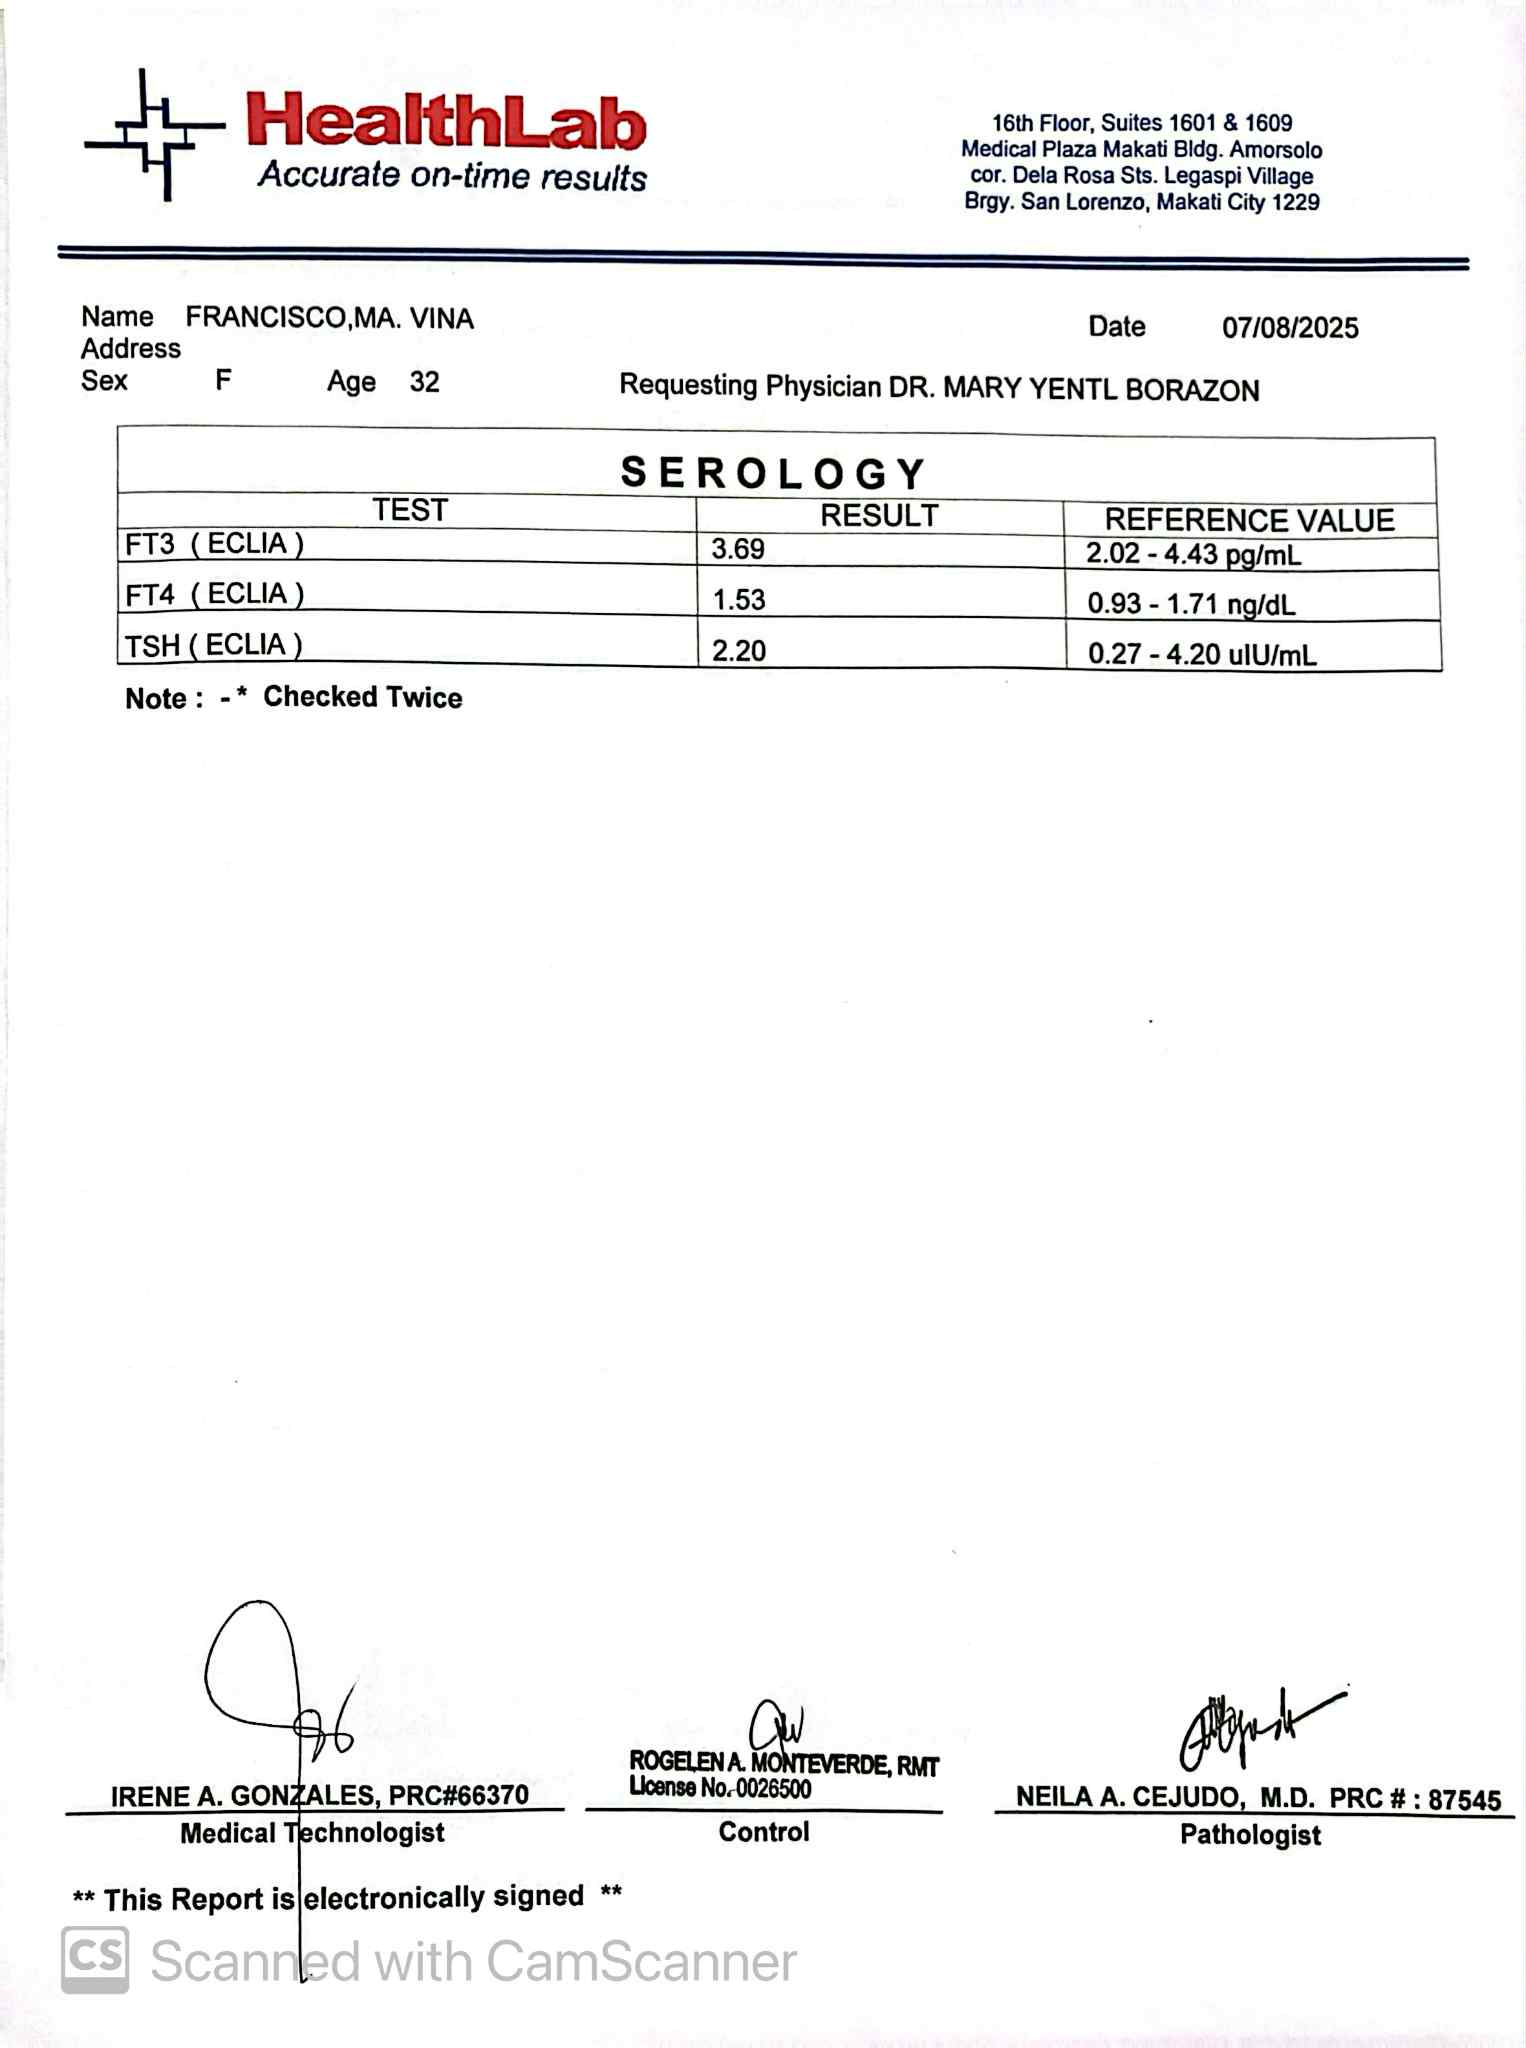 HealthLab
Accurate on-time results
16th Floor, Suites 1601 & 1609
Medical Plaza Makati Bldg. Amorsolo
cor. Dela Rosa Sts. Legaspi Village
Brgy. San Lorenzo, Makati City 1229
Name FRANCISCO,MA. VINA Date 07/08/2025
Address
Sex F Age 32 Requesting Physician DR. MARY YENTL BORAZON
SEROLOGY
TEST RESULT REFERENCE VALUE
FT3 ( ECLIA ) 3.69 2.02 - 4.43 pg/mL
FT4 ( ECLIA ) 1.53 0.93 - 1.71 ng/dL
TSH ( ECLIA ) 2.20 0.27 - 4.20 uIU/mL
Note : - * Checked Twice
IRENE A. GONZALES, PRC#66370
Medical Technologist
ROGELEN A. MONTEVERDE, RMT
License No. 0026500
Control
NEILA A. CEJUDO, M.D. PRC # : 87545
Pathologist
** This Report is electronically signed **
CS Scanned with CamScanner